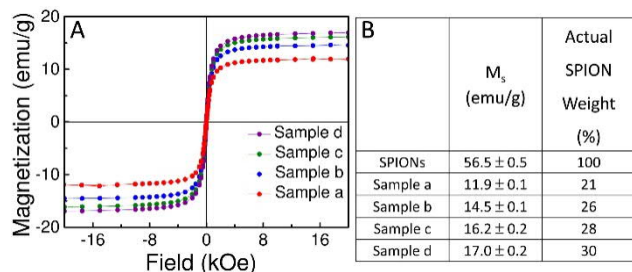 A
Magnetization (emu/g)
20
10
0
-10
-20
Sample d
Sample c
Sample b
Sample a
-16 -8 0 8 16
Field (kOe)
B
Ms (emu/g) Actual SPION Weight (%)
SPIONs 56.5 ± 0.5 100
Sample a 11.9 ± 0.1 21
Sample b 14.5 ± 0.1 26
Sample c 16.2 ± 0.2 28
Sample d 17.0 ± 0.2 30